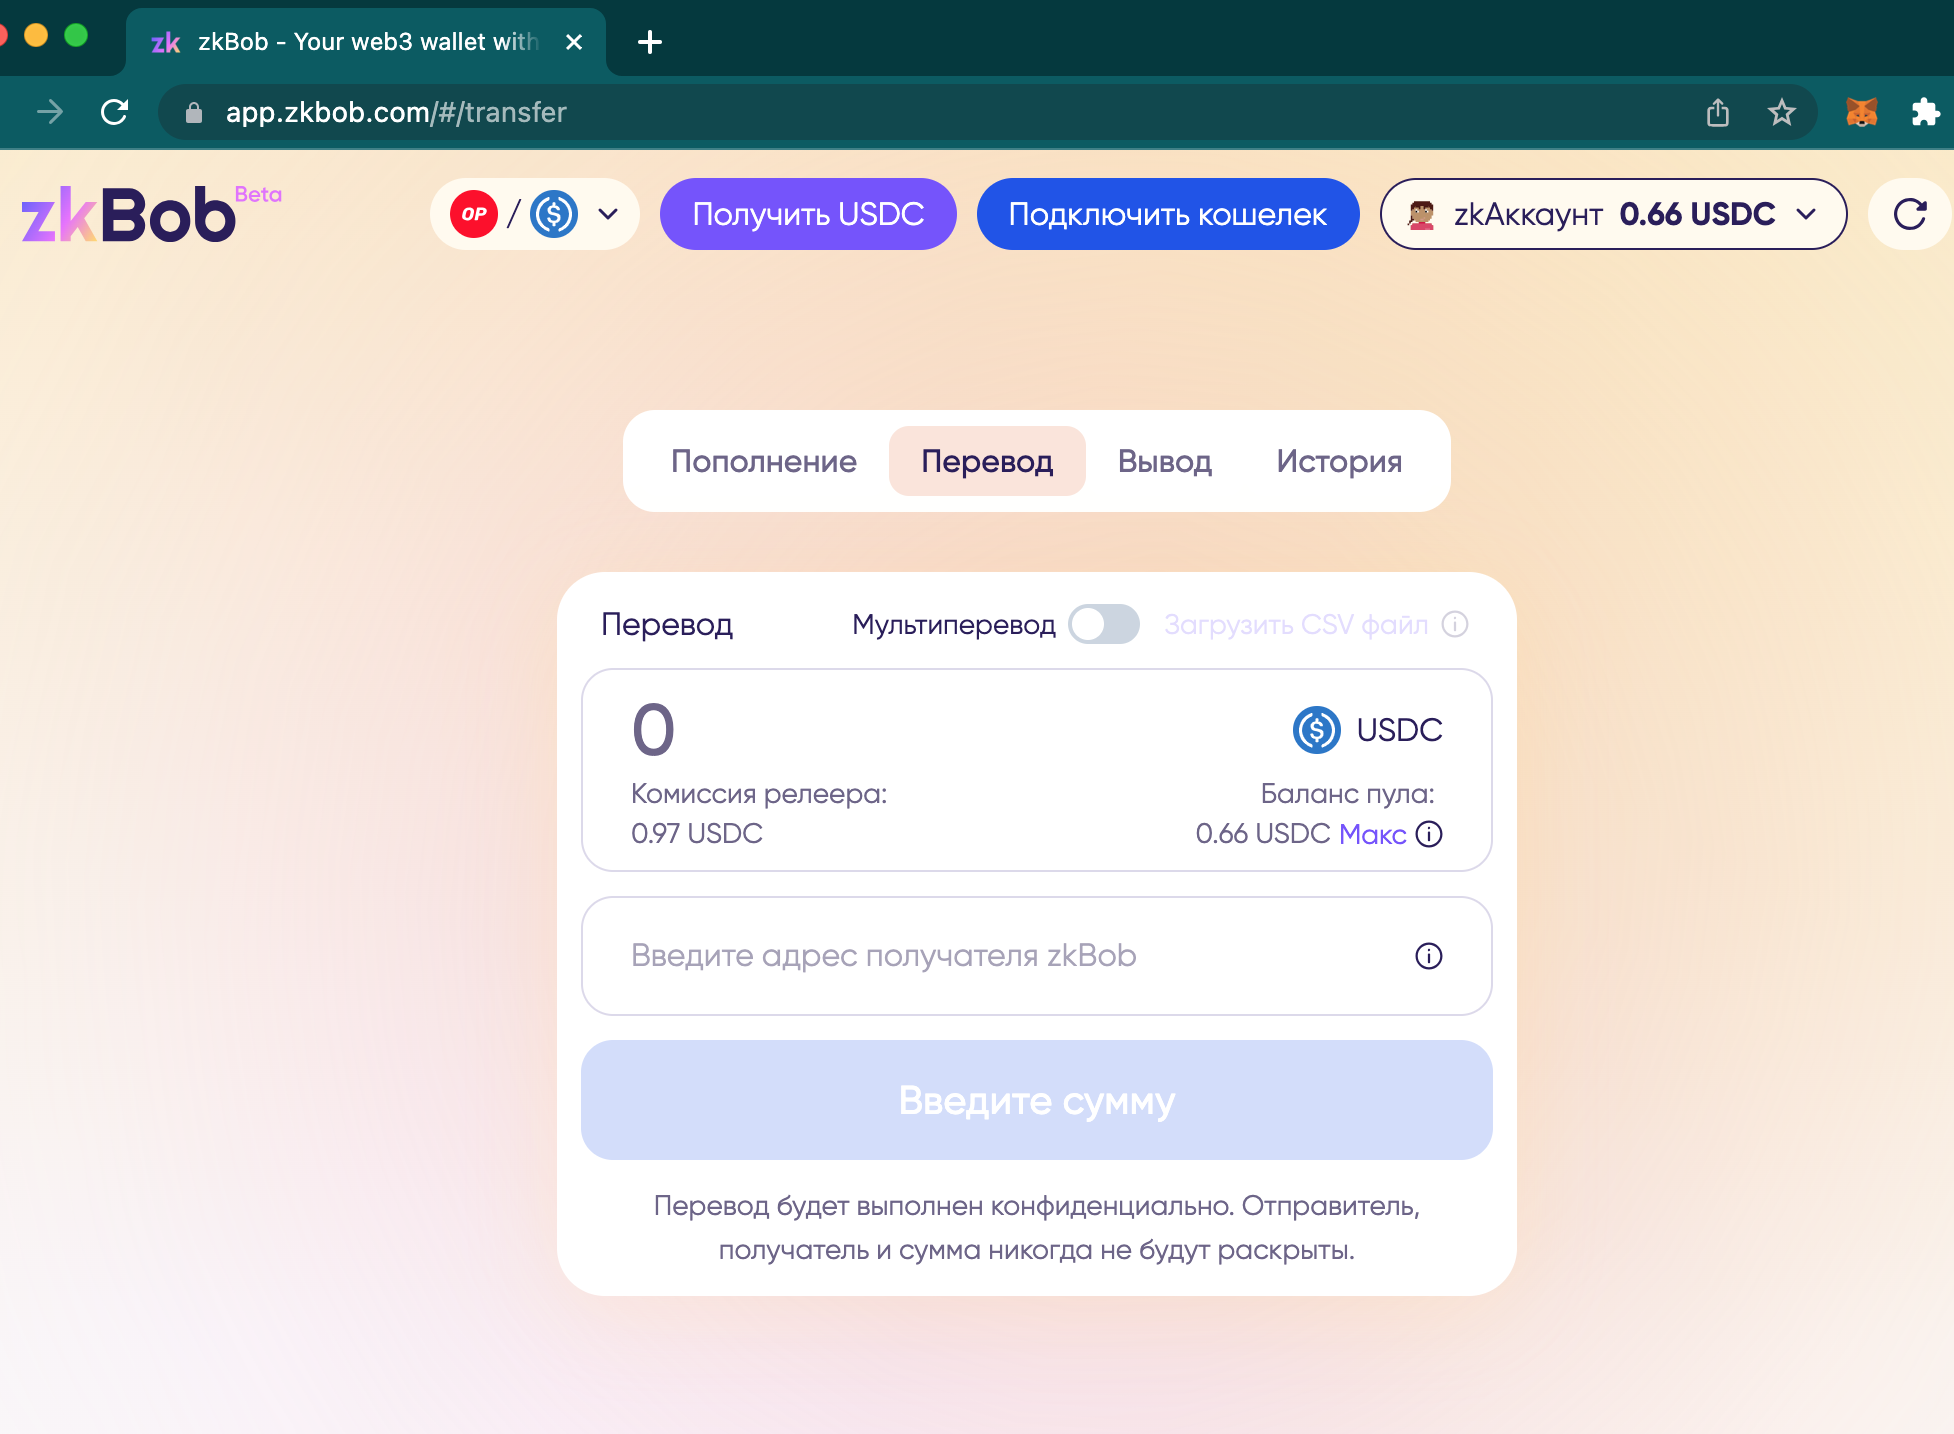 zk zkBob - Your web3 wallet with
app.zkbob.com/#/transfer
zkBob Beta
OP / $ Получить USDC Подключить кошелек zkАккаунт 0.66 USDC
Пополнение Перевод Вывод История
Перевод Мультиперевод Загрузить CSV файл
0 USDC
Комиссия релеера: Баланс пула:
0.97 USDC 0.66 USDC Макс
Введите адрес получателя zkBob
Введите сумму
Перевод будет выполнен конфиденциально. Отправитель,
получатель и сумма никогда не будут раскрыты.